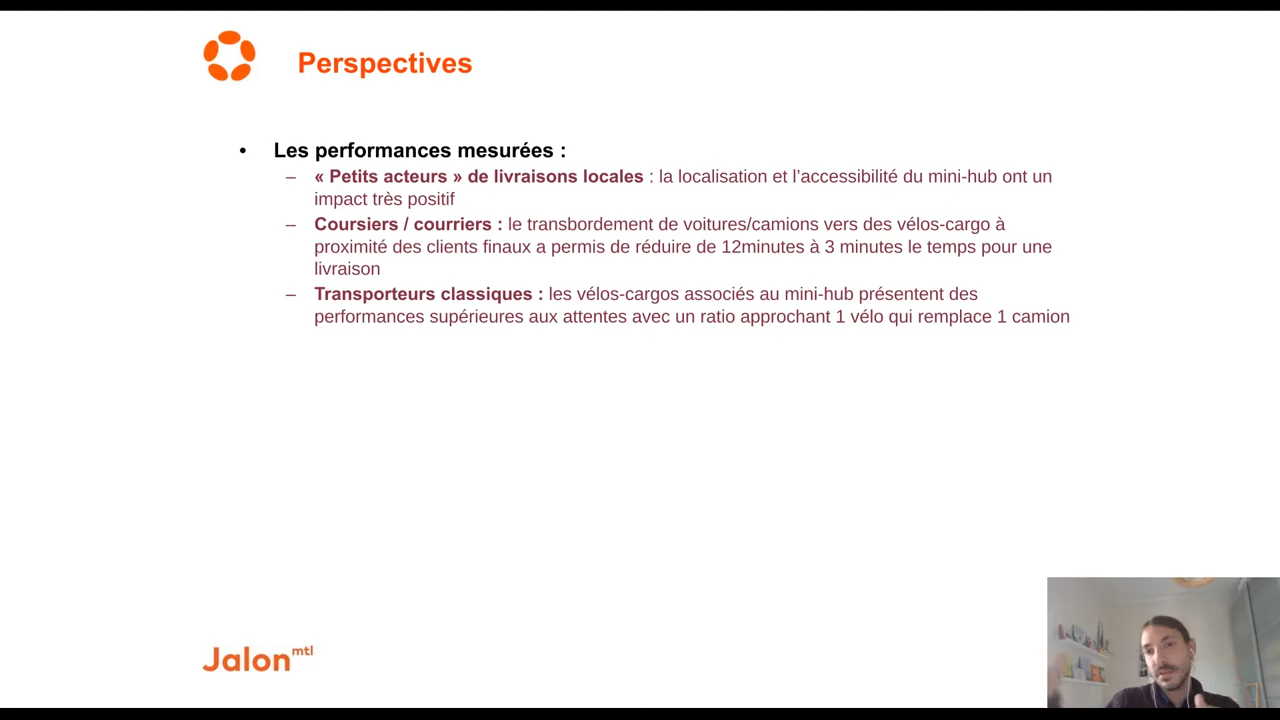 Perspectives
• Les performances mesurées :
– « Petits acteurs » de livraisons locales : la localisation et l’accessibilité du mini-hub ont un
impact très positif
– Coursiers / courriers : le transbordement de voitures/camions vers des vélos-cargo à
proximité des clients finaux a permis de réduire de 12minutes à 3 minutes le temps pour une
livraison
– Transporteurs classiques : les vélos-cargos associés au mini-hub présentent des
performances supérieures aux attentes avec un ratio approchant 1 vélo qui remplace 1 camion
Jalon mtl